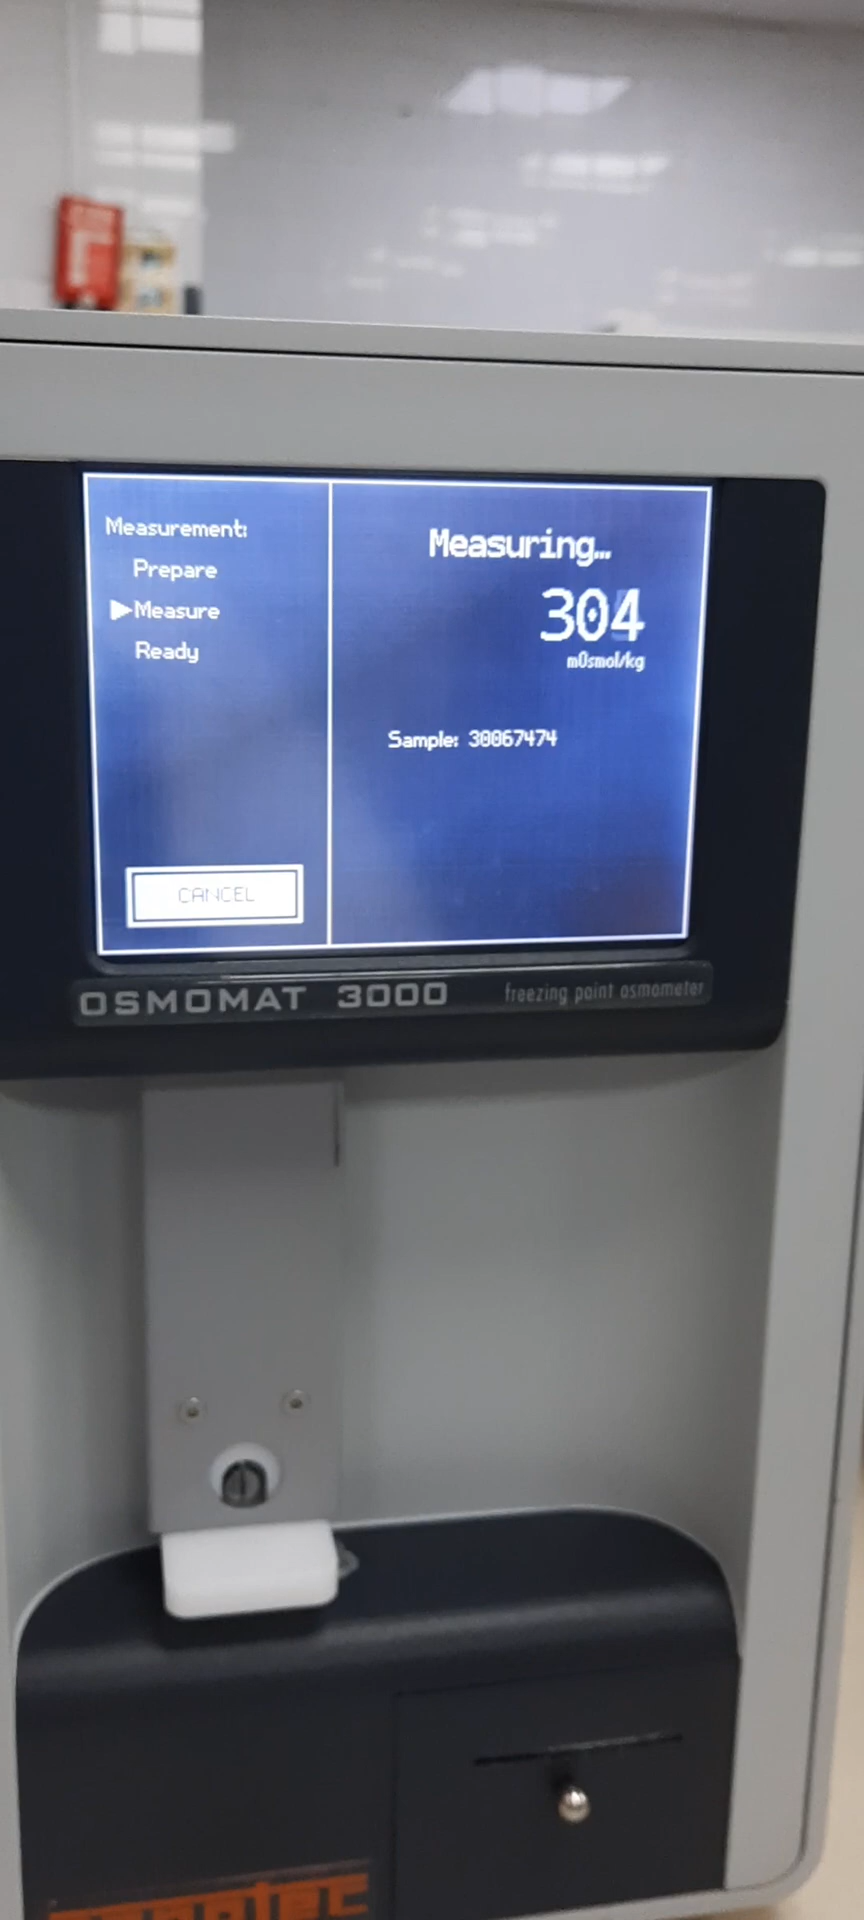 Measurement:
Prepare
▶Measure
Ready
CANCEL
Measuring...
304
mOsmol/kg
Sample: 30067474
OSMOMAT 3000
freezing point osmometer